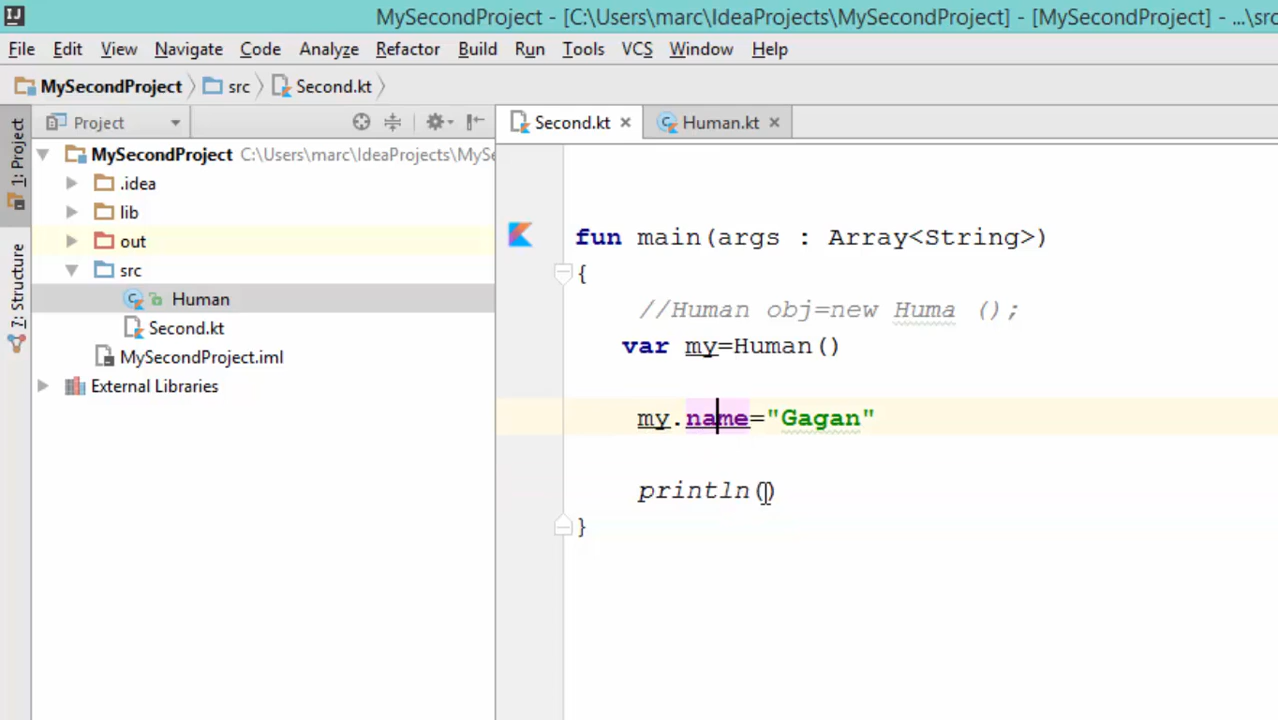 IJ
MySecondProject - [C:\Users\marc\IdeaProjects\MySecondProject] - [MySecondProject] - ...\src
File Edit View Navigate Code Analyze Refactor Build Run Tools VCS Window Help
MySecondProject src Second.kt
1: Project
7: Structure
Project
MySecondProject C:\Users\marc\IdeaProjects\MySe
.idea
lib
out
src
Human
Second.kt
MySecondProject.iml
External Libraries
Second.kt Human.kt
fun main(args : Array<String>)
{
//Human obj=new Huma ();
var my=Human()
my.name="Gagan"
println()
}